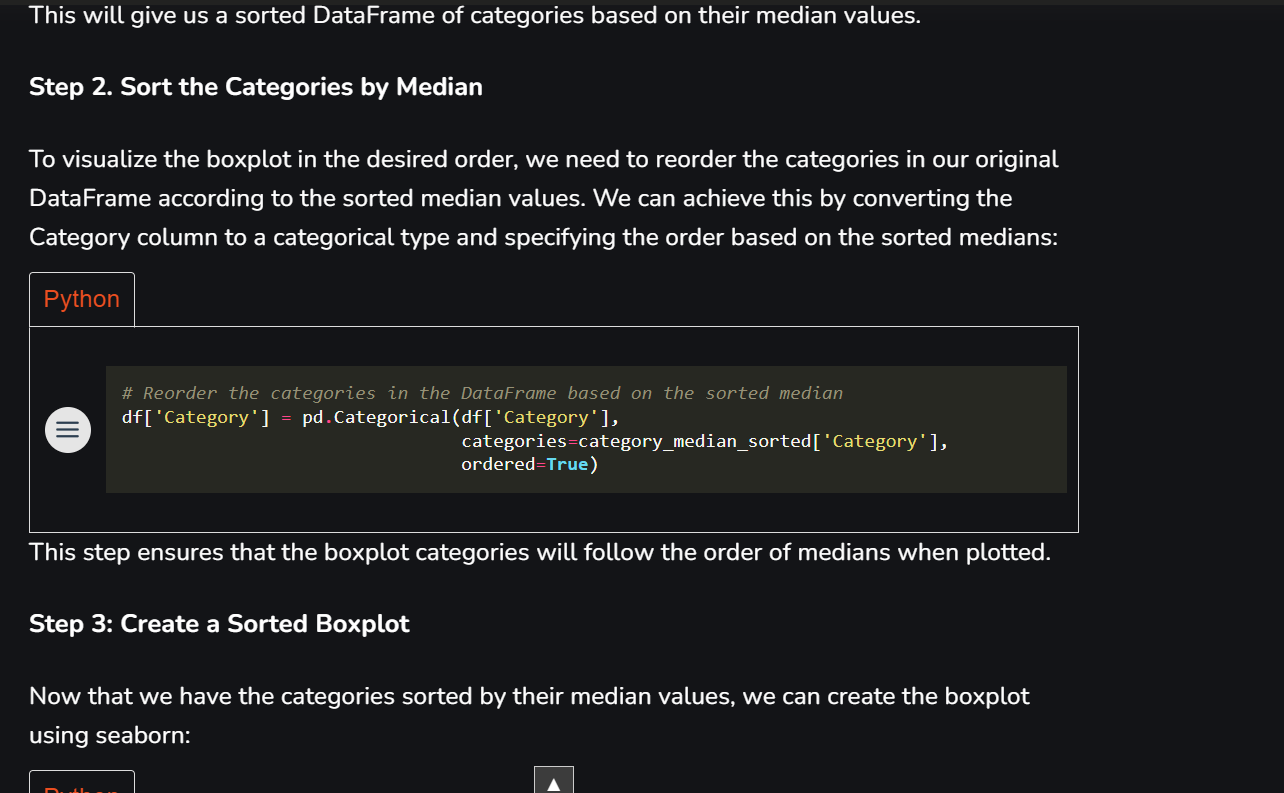 This will give us a sorted DataFrame of categories based on their median values.
Step 2. Sort the Categories by Median
To visualize the boxplot in the desired order, we need to reorder the categories in our original
DataFrame according to the sorted median values. We can achieve this by converting the
Category column to a categorical type and specifying the order based on the sorted medians:
Python
# Reorder the categories in the DataFrame based on the sorted median
df['Category'] = pd.Categorical(df['Category'],
categories=category_median_sorted['Category'],
ordered=True)
This step ensures that the boxplot categories will follow the order of medians when plotted.
Step 3: Create a Sorted Boxplot
Now that we have the categories sorted by their median values, we can create the boxplot
using seaborn:
Python